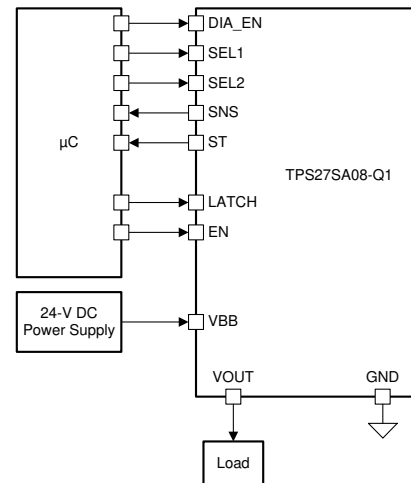 DIA_EN
SEL1
SEL2
SNS
ST
µC
TPS27SA08-Q1
LATCH
EN
24-V DC
Power Supply
VBB
VOUT
GND
Load